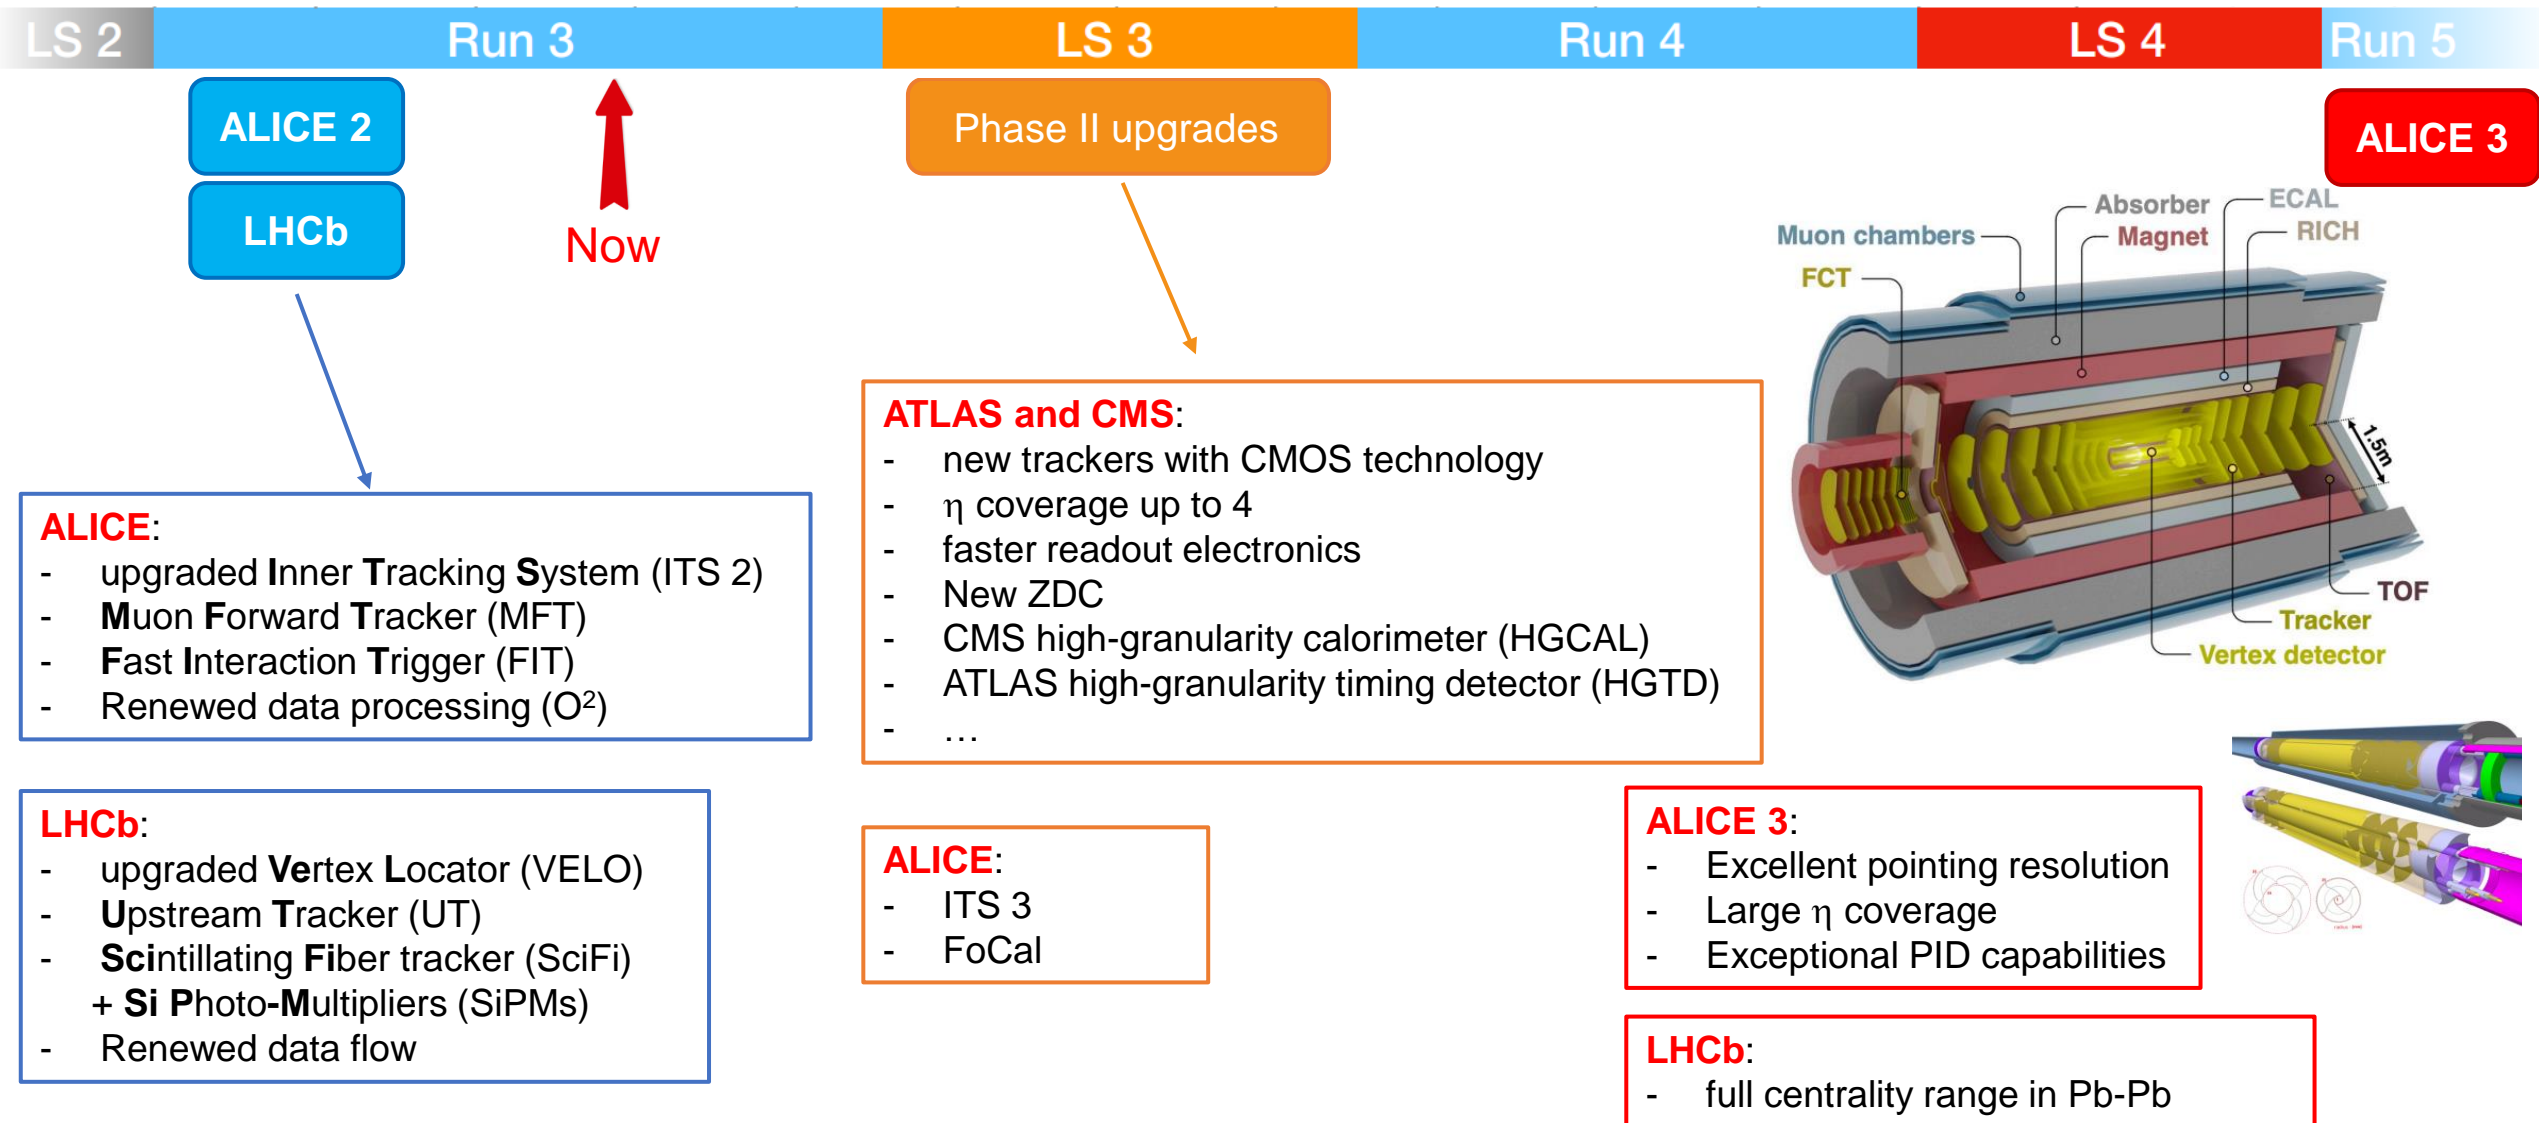 LS 2
Run 3
LS 3
Run 4
LS 4
Run 5
ALICE 2
LHCb
Now
Phase II upgrades
ALICE 3
Absorber
ECAL
Muon chambers
Magnet
RICH
FCT
1.5m
TOF
Tracker
Vertex detector
ALICE:
- upgraded Inner Tracking System (ITS 2)
- Muon Forward Tracker (MFT)
- Fast Interaction Trigger (FIT)
- Renewed data processing (O²)
LHCb:
- upgraded Vertex Locator (VELO)
- Upstream Tracker (UT)
- Scintillating Fiber tracker (SciFi)
+ Si Photo-Multipliers (SiPMs)
- Renewed data flow
ATLAS and CMS:
- new trackers with CMOS technology
- η coverage up to 4
- faster readout electronics
- New ZDC
- CMS high-granularity calorimeter (HGCAL)
- ATLAS high-granularity timing detector (HGTD)
- …
ALICE:
- ITS 3
- FoCal
ALICE 3:
- Excellent pointing resolution
- Large η coverage
- Exceptional PID capabilities
LHCb:
- full centrality range in Pb-Pb